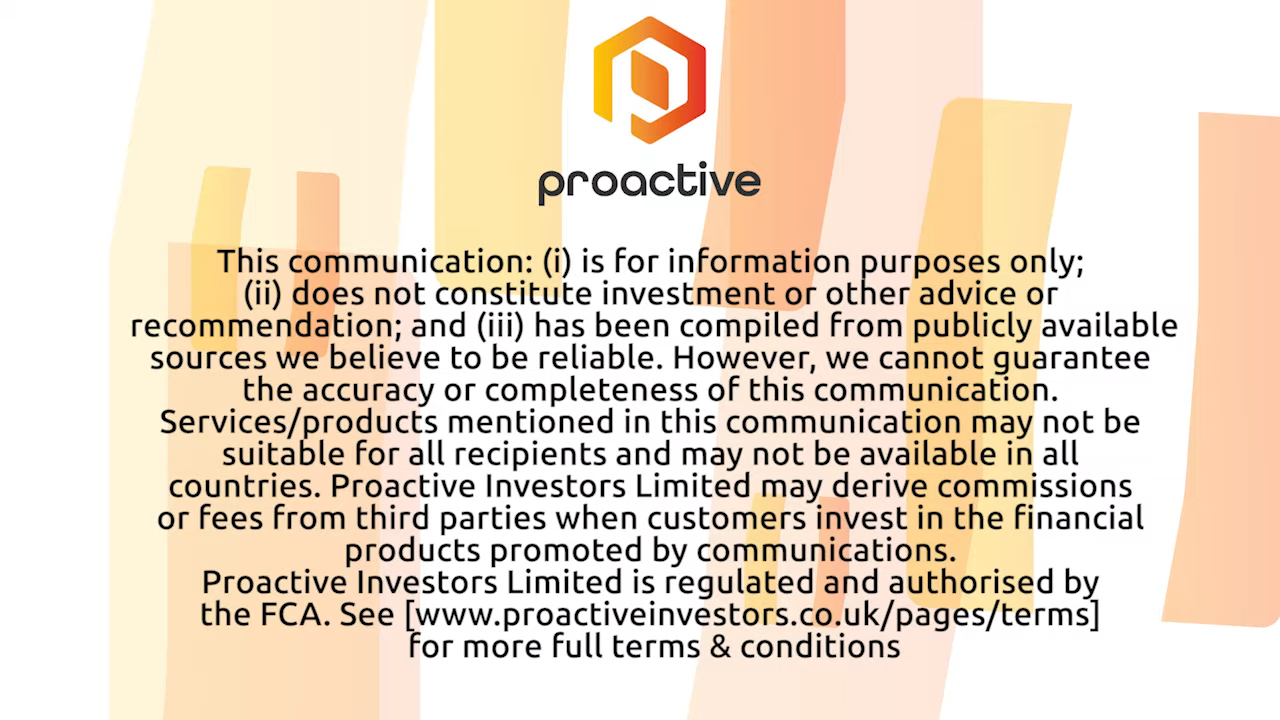 proactive
This communication: (i) is for information purposes only;
(ii) does not constitute investment or other advice or
recommendation; and (iii) has been compiled from publicly available
sources we believe to be reliable. However, we cannot guarantee
the accuracy or completeness of this communication.
Services/products mentioned in this communication may not be
suitable for all recipients and may not be available in all
countries. Proactive Investors Limited may derive commissions
or fees from third parties when customers invest in the financial
products promoted by communications.
Proactive Investors Limited is regulated and authorised by
the FCA. See [www.proactiveinvestors.co.uk/pages/terms]
for more full terms & conditions